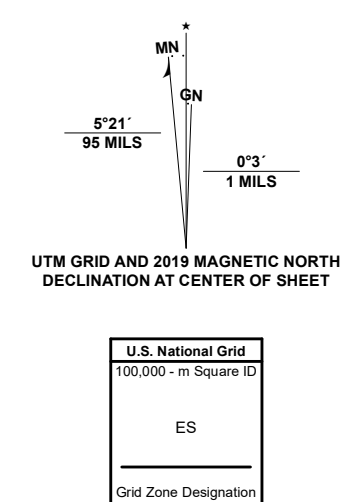 ★
MN
GN
5°21´
95 MILS
0°3´
1 MILS
UTM GRID AND 2019 MAGNETIC NORTH
DECLINATION AT CENTER OF SHEET
U.S. National Grid
100,000 - m Square ID
ES
Grid Zone Designation